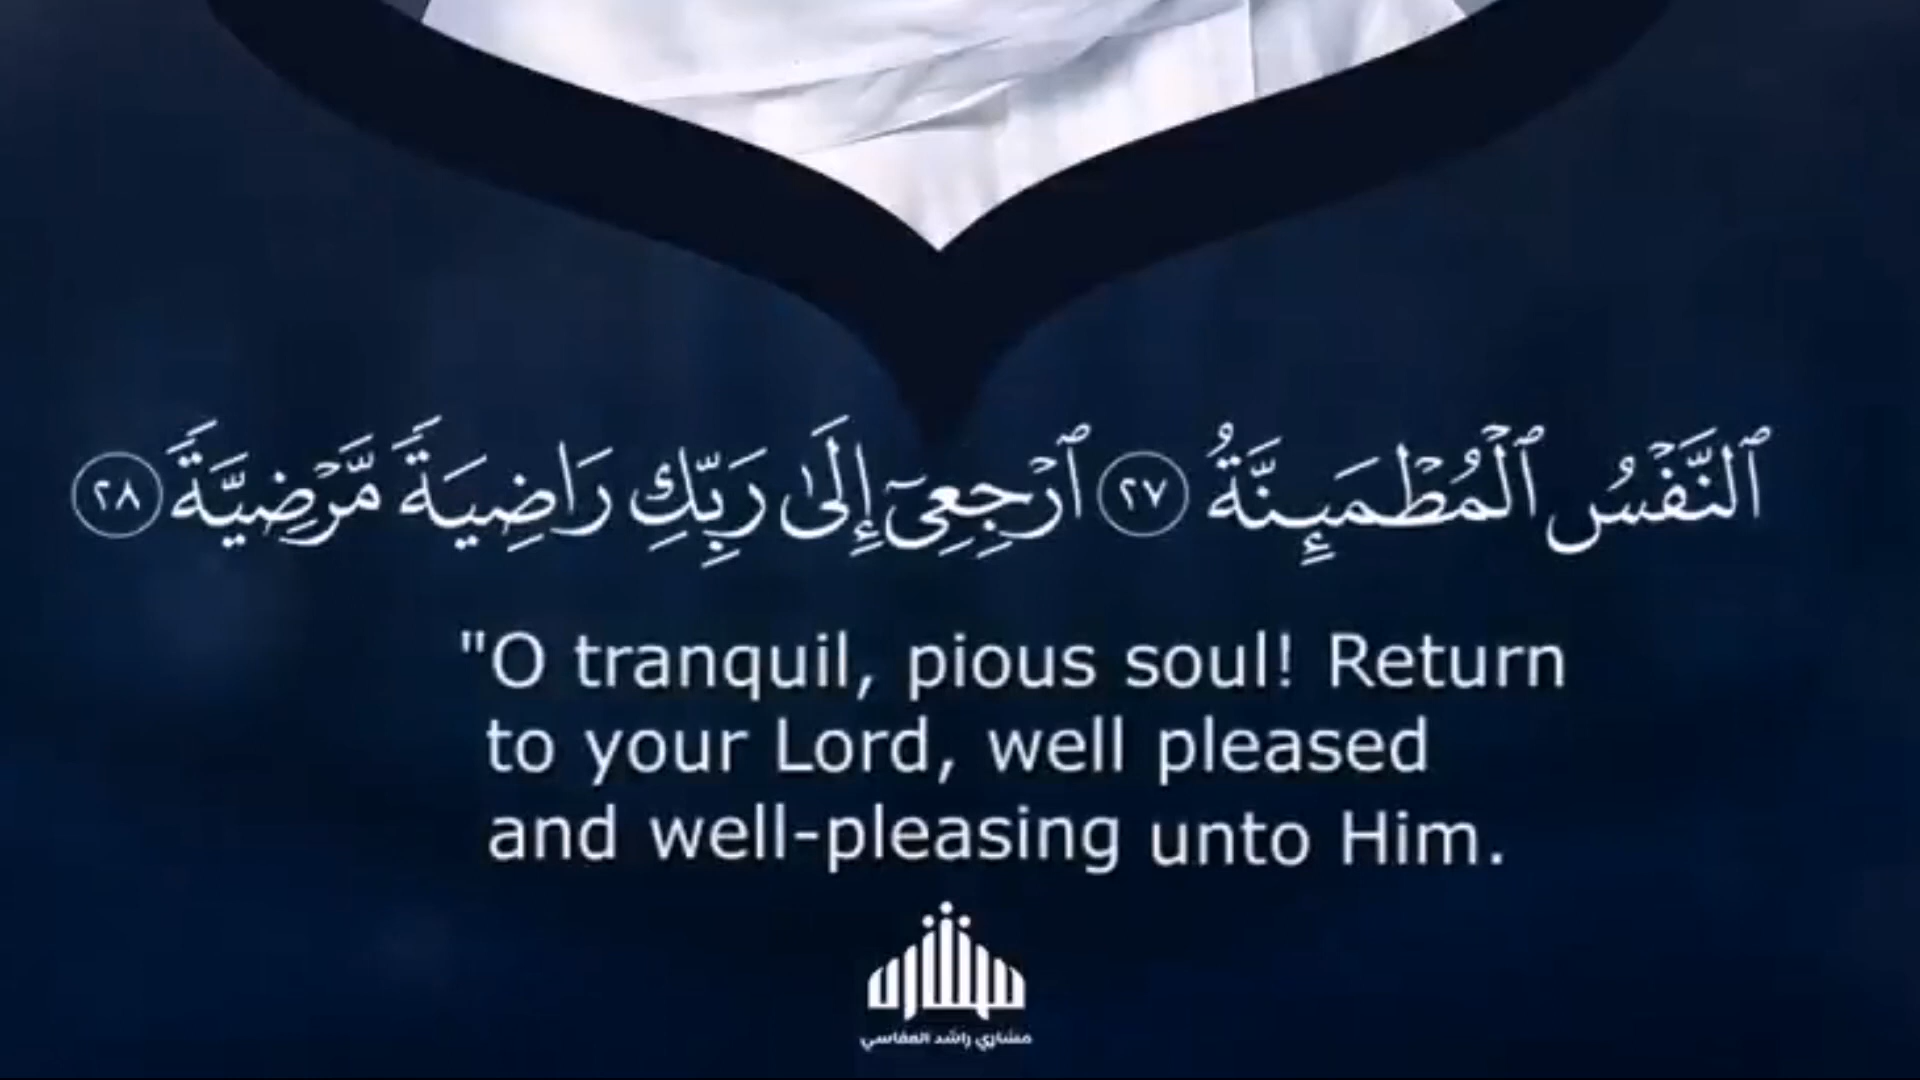 ٱلنَّفْسُ ٱلْمُطْمَئِنَّةُ ٢٧ ٱرْجِعِىٓ إِلَىٰ رَبِّكِ رَاضِيَةً مَّرْضِيَّةً ٢٨
"O tranquil, pious soul! Return
to your Lord, well pleased
and well-pleasing unto Him.
مشاري راشد العفاسي